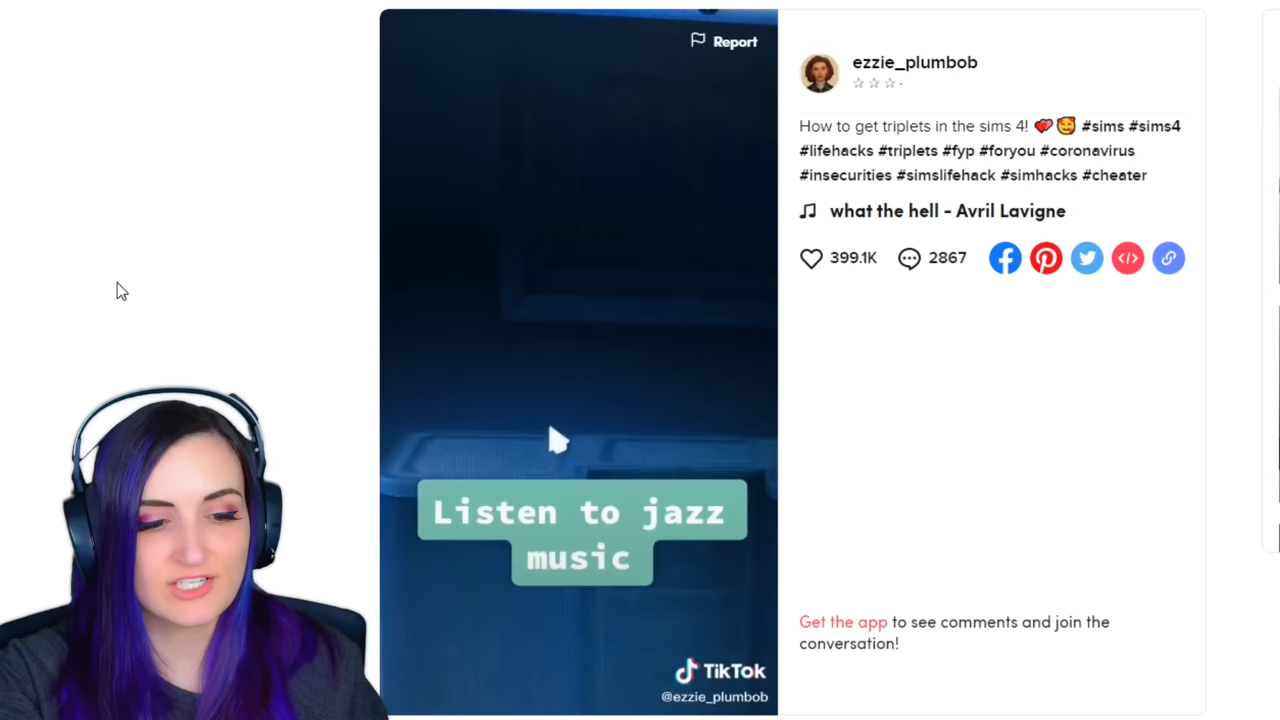 Report
Listen to jazz
music
TikTok
@ezzie_plumbob
ezzie_plumbob
How to get triplets in the sims 4! 💕🥰 #sims #sims4
#lifehacks #triplets #fyp #foryou #coronavirus
#insecurities #simslifehack #simhacks #cheater
what the hell - Avril Lavigne
399.1K 2867
Get the app to see comments and join the
conversation!